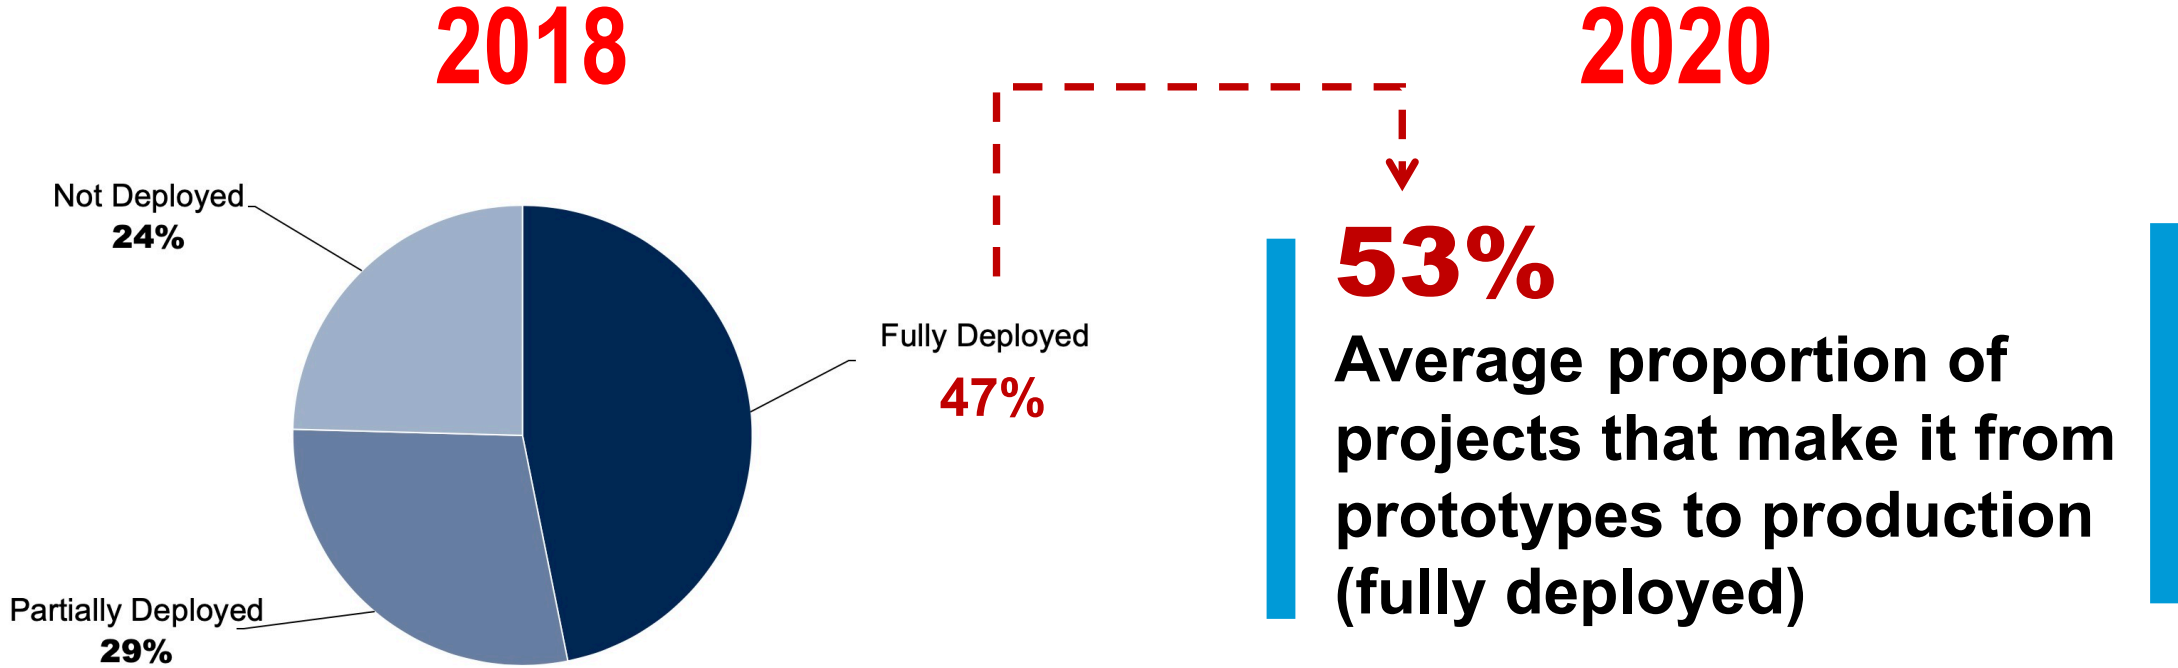 2018
2020
Not Deployed
24%
Fully Deployed
47%
Partially Deployed
29%
53%
Average proportion of
projects that make it from
prototypes to production
(fully deployed)